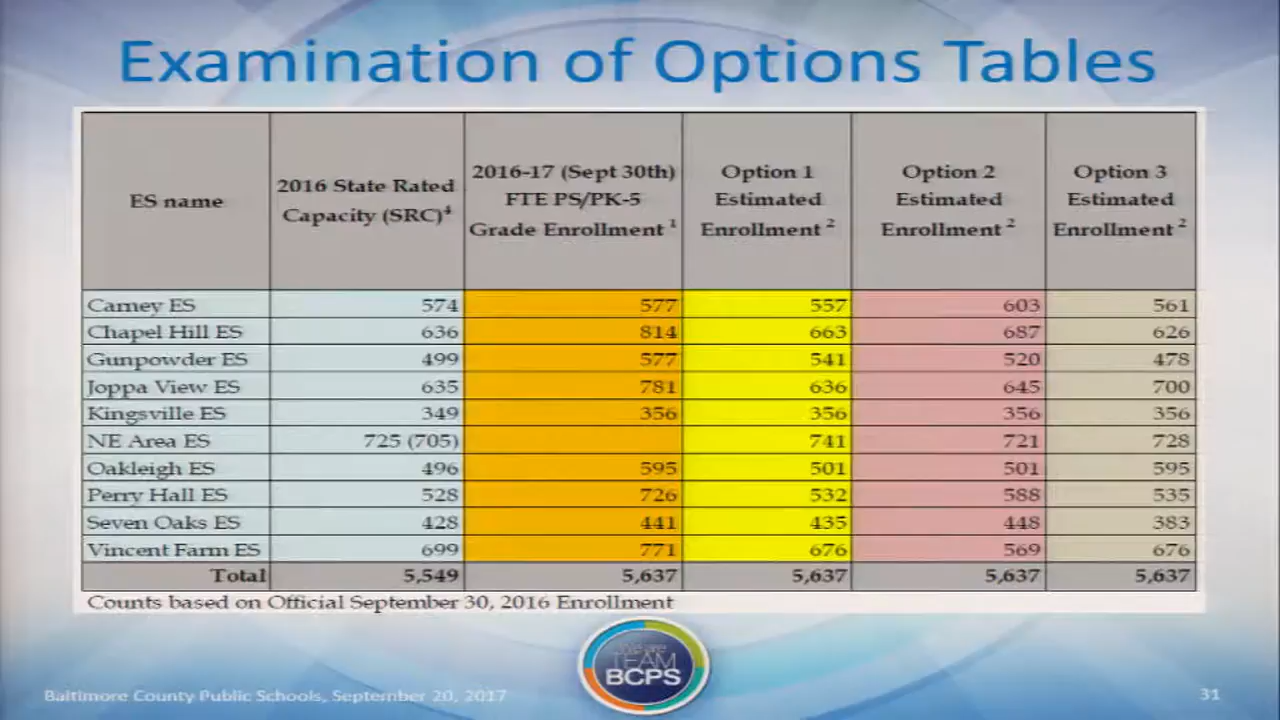 Examination of Options Tables
ES name | 2016 State Rated Capacity (SRC)⁴ | 2016-17 (Sept 30th) FTE PS/PK-5 Grade Enrollment ¹ | Option 1 Estimated Enrollment ² | Option 2 Estimated Enrollment ² | Option 3 Estimated Enrollment ²
Carney ES | 574 | 577 | 557 | 603 | 561
Chapel Hill ES | 636 | 814 | 663 | 687 | 626
Gunpowder ES | 499 | 577 | 541 | 520 | 478
Joppa View ES | 635 | 781 | 636 | 645 | 700
Kingsville ES | 349 | 356 | 356 | 356 | 356
NE Area ES | 725 (705) | | 741 | 721 | 728
Oakleigh ES | 496 | 595 | 501 | 501 | 595
Perry Hall ES | 528 | 726 | 532 | 588 | 535
Seven Oaks ES | 428 | 441 | 435 | 448 | 383
Vincent Farm ES | 699 | 771 | 676 | 569 | 676
Total | 5,549 | 5,637 | 5,637 | 5,637 | 5,637
Counts based on Official September 30, 2016 Enrollment
We are
TEAM
BCPS
Baltimore County Public Schools, September 20, 2017
31